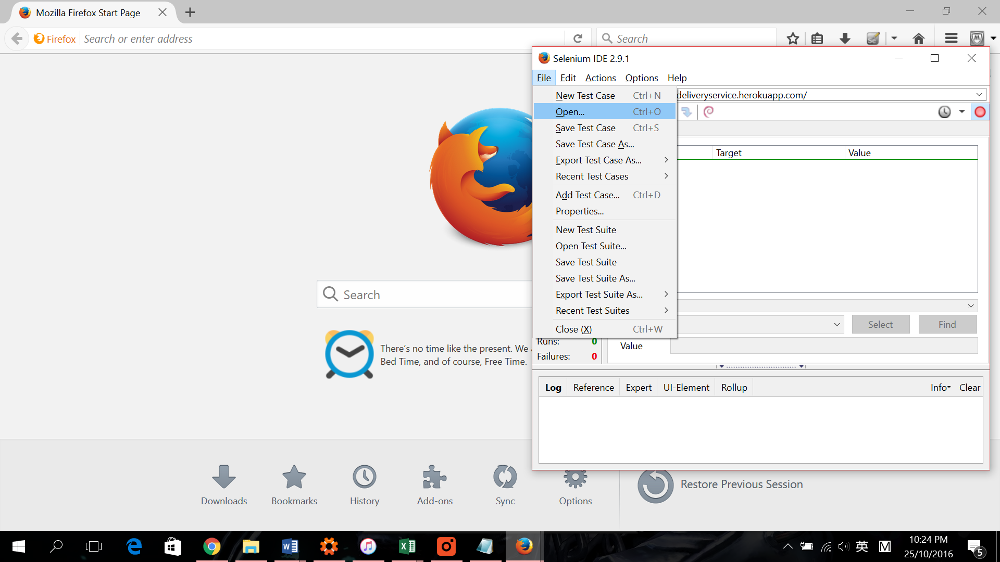 Mozilla Firefox Start Page
Firefox
Search or enter address
Search
Selenium IDE 2.9.1
File Edit Actions Options Help
New Test Case Ctrl+N
deliveryservice.herokuapp.com/
Open... Ctrl+O
Save Test Case Ctrl+S
Save Test Case As...
Export Test Case As...
Target Value
Recent Test Cases
Add Test Case... Ctrl+D
Properties...
New Test Suite
Open Test Suite...
Save Test Suite
Save Test Suite As...
Export Test Suite As...
Recent Test Suites
Close (X) Ctrl+W
Select Find
Runs: 0
Failures: 0
Value
Search
There's no time like the present. We
Bed Time, and of course, Free Time.
Log Reference Expert UI-Element Rollup Info Clear
Downloads Bookmarks History Add-ons Sync Options
Restore Previous Session
英
10:24 PM
25/10/2016
5